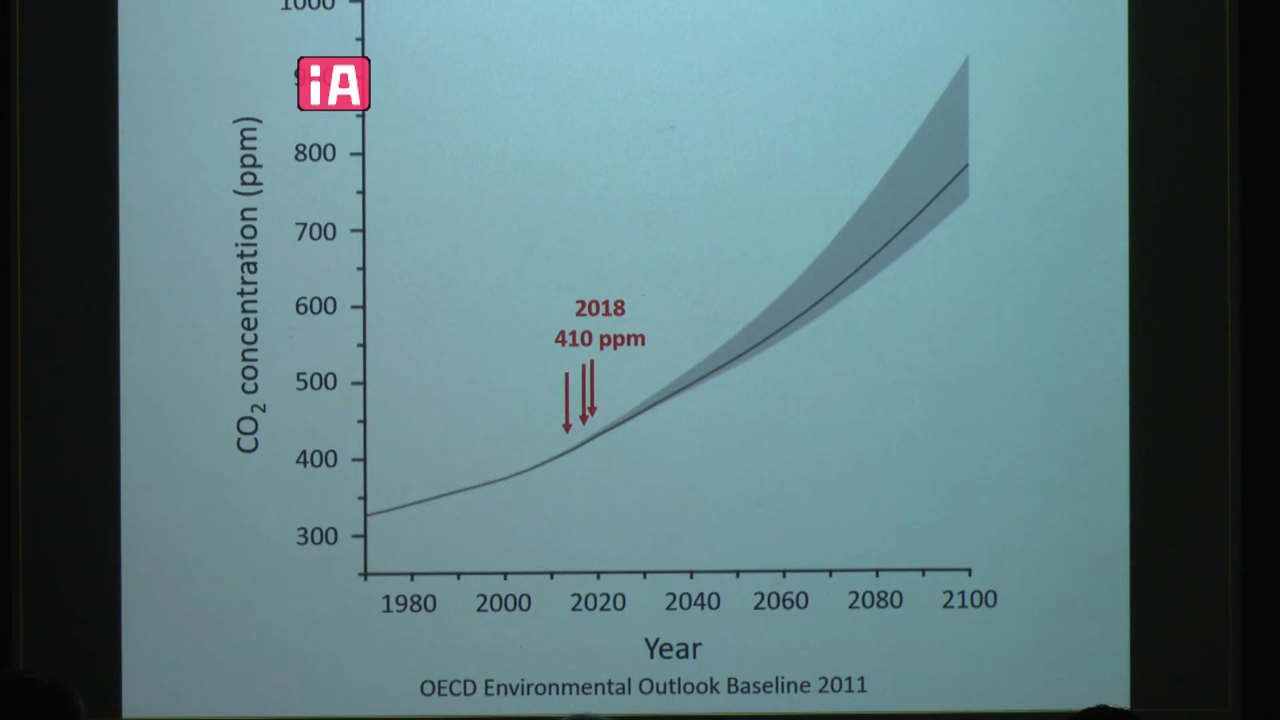 1000
iA
800
700
600
500
400
300
CO2 concentration (ppm)
2018
410 ppm
1980 2000 2020 2040 2060 2080 2100
Year
OECD Environmental Outlook Baseline 2011